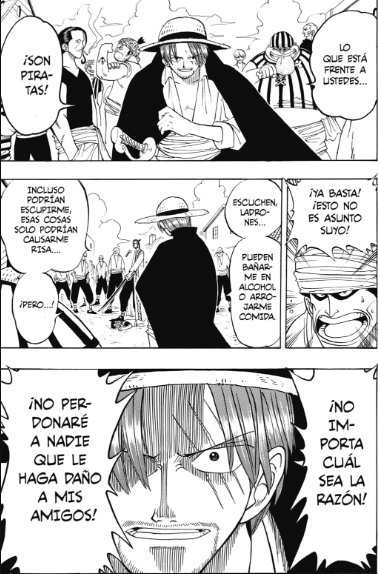 LO
QUE ESTÁ
FRENTE A
USTEDES...
¡SON
PIRA-
TAS!
¡YA BASTA!
¡ESTO NO
ES ASUNTO
SUYO!
ESCUCHEN,
LADRO-
NES...
PUEDEN
BAÑAR-
ME EN
ALCOHOL
O ARRO-
JARME
COMIDA.
INCLUSO
PODRÍAN
ESCUPIRME,
ESAS COSAS
SOLO PODRÍAN
CAUSARME
RISA....
¡PERO...!
¡NO
IM-
PORTA
CUÁL
SEA LA
RAZÓN!
¡NO PER-
DONARÉ
A NADIE
QUE LE
HAGA DAÑO
A MIS
AMIGOS!